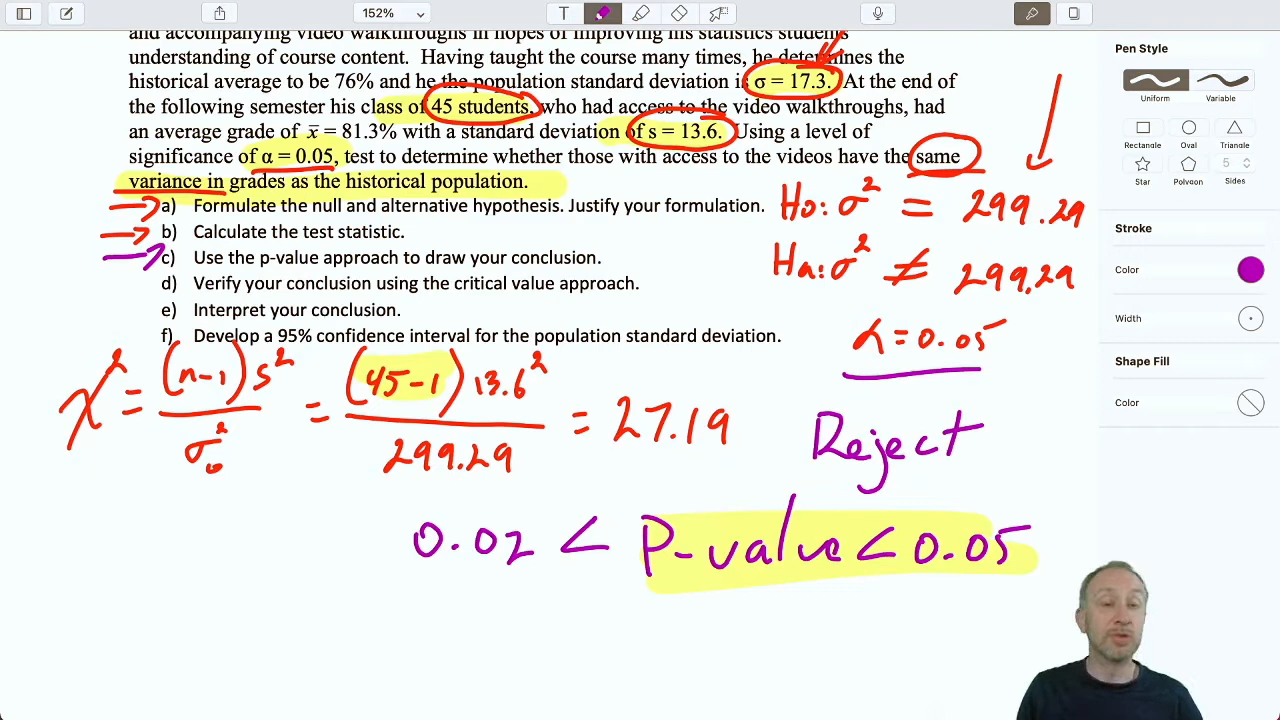 152%
T
and accompanying video walkthroughs in hopes of improving his statistics students
understanding of course content. Having taught the course many times, he determines the
historical average to be 76% and he the population standard deviation is σ = 17.3. At the end of
the following semester his class of 45 students, who had access to the video walkthroughs, had
an average grade of x̄ = 81.3% with a standard deviation of s = 13.6. Using a level of
significance of α = 0.05, test to determine whether those with access to the videos have the same
variance in grades as the historical population.
a) Formulate the null and alternative hypothesis. Justify your formulation.
b) Calculate the test statistic.
c) Use the p-value approach to draw your conclusion.
d) Verify your conclusion using the critical value approach.
e) Interpret your conclusion.
f) Develop a 95% confidence interval for the population standard deviation.
Ho: σ² = 299.29
Ha: σ² ≠ 299.29
α = 0.05
χ² = (n-1) s² / σ₀² = (45-1) 13.6² / 299.29 = 27.19
Reject
0.02 < P-value < 0.05
Pen Style
Uniform Variable
Rectangle Oval Triangle
5
Star Polygon Sides
Stroke
Color
Width
Shape Fill
Color